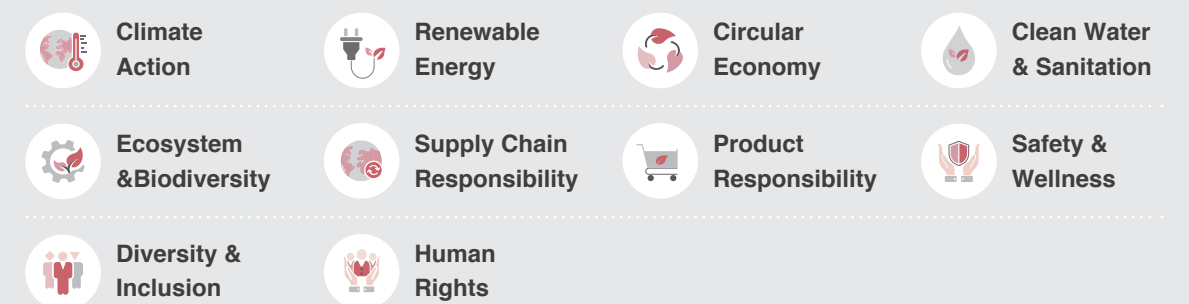 Climate
Action
Renewable
Energy
Circular
Economy
Clean Water
& Sanitation
Ecosystem
&Biodiversity
Supply Chain
Responsibility
Product
Responsibility
Safety &
Wellness
Diversity &
Inclusion
Human
Rights